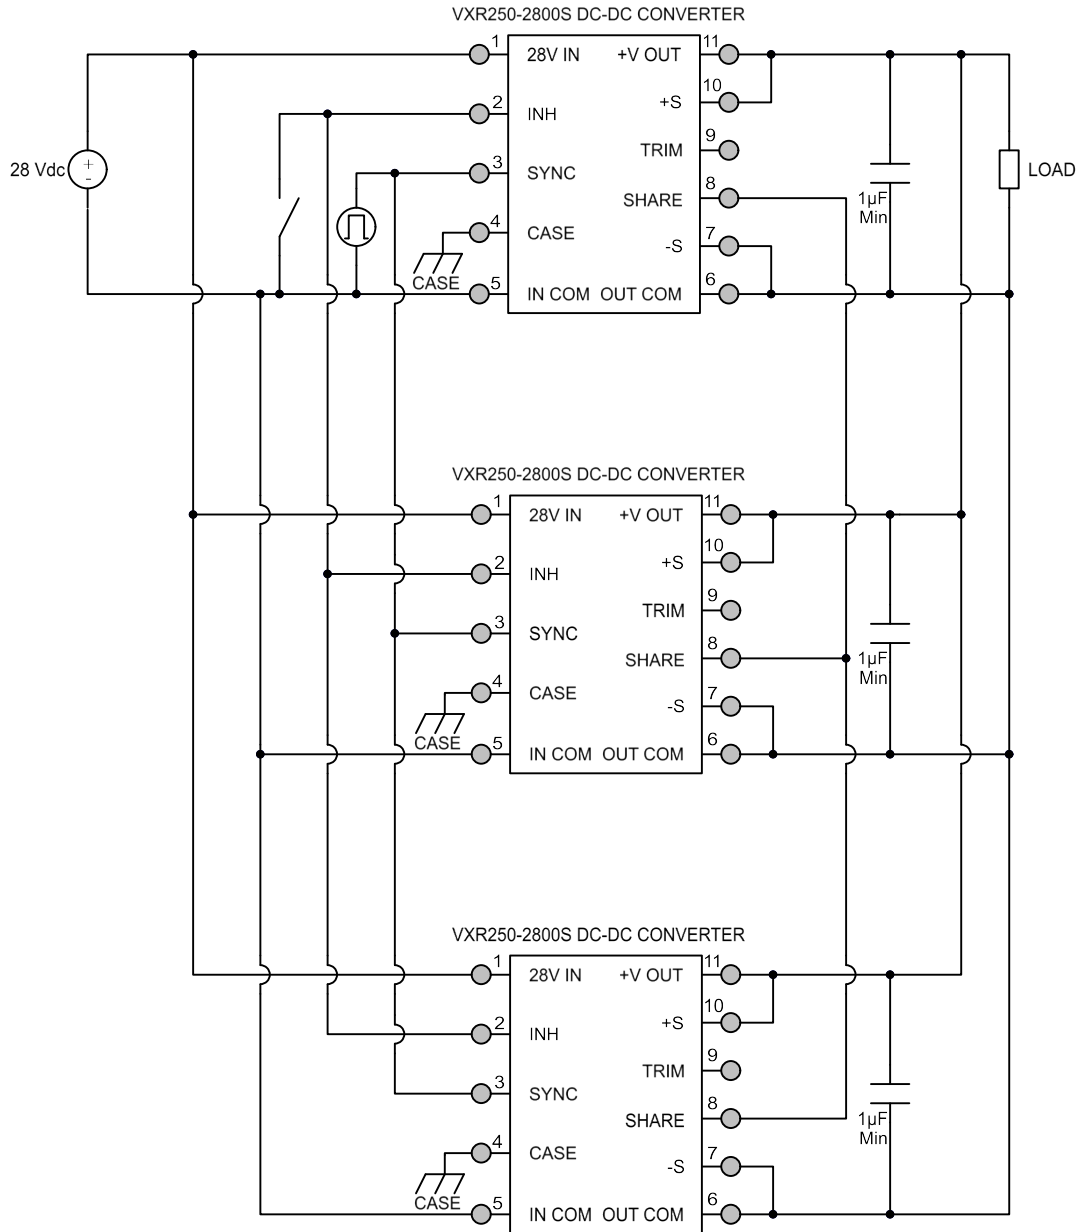 VXR250-2800S DC-DC CONVERTER
1 28V IN +V OUT 11
10
+S
2 INH
9
TRIM
28 Vdc + -
LOAD
3 SYNC
8
SHARE
1µF
Min
4 CASE
7
-S
CASE
5 IN COM OUT COM 6
VXR250-2800S DC-DC CONVERTER
1 28V IN +V OUT 11
10
+S
2 INH
9
TRIM
3 SYNC
8
SHARE
1µF
Min
4 CASE
7
-S
CASE
5 IN COM OUT COM 6
VXR250-2800S DC-DC CONVERTER
1 28V IN +V OUT 11
10
+S
2 INH
9
TRIM
3 SYNC
8
SHARE
1µF
Min
4 CASE
7
-S
CASE
5 IN COM OUT COM 6